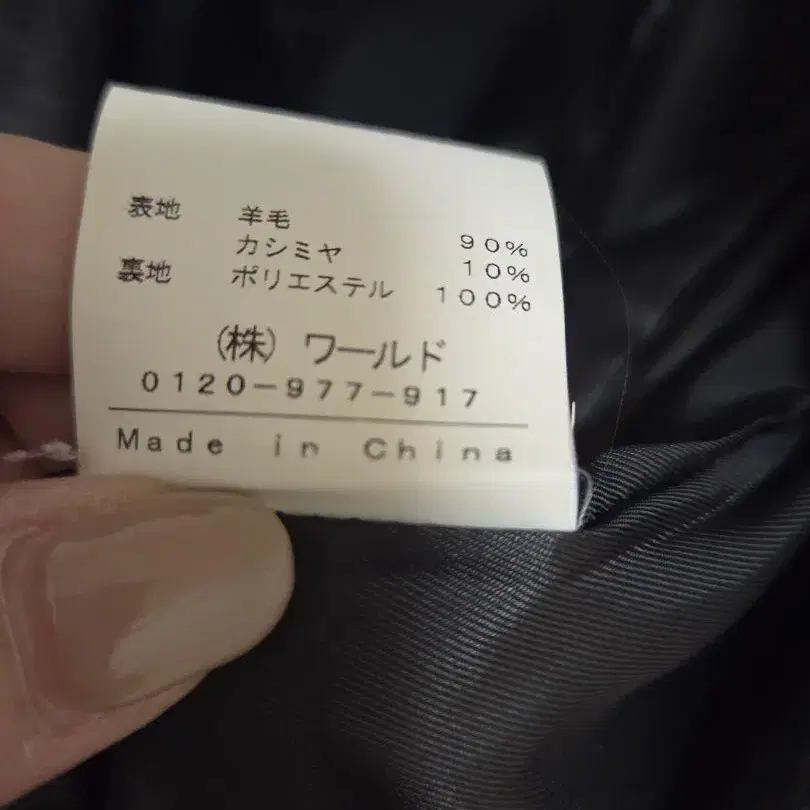 表地 羊毛 90%
カシミヤ 10%
裏地 ポリエステル 100%
(株) ワールド
0120-977-917
Made in China